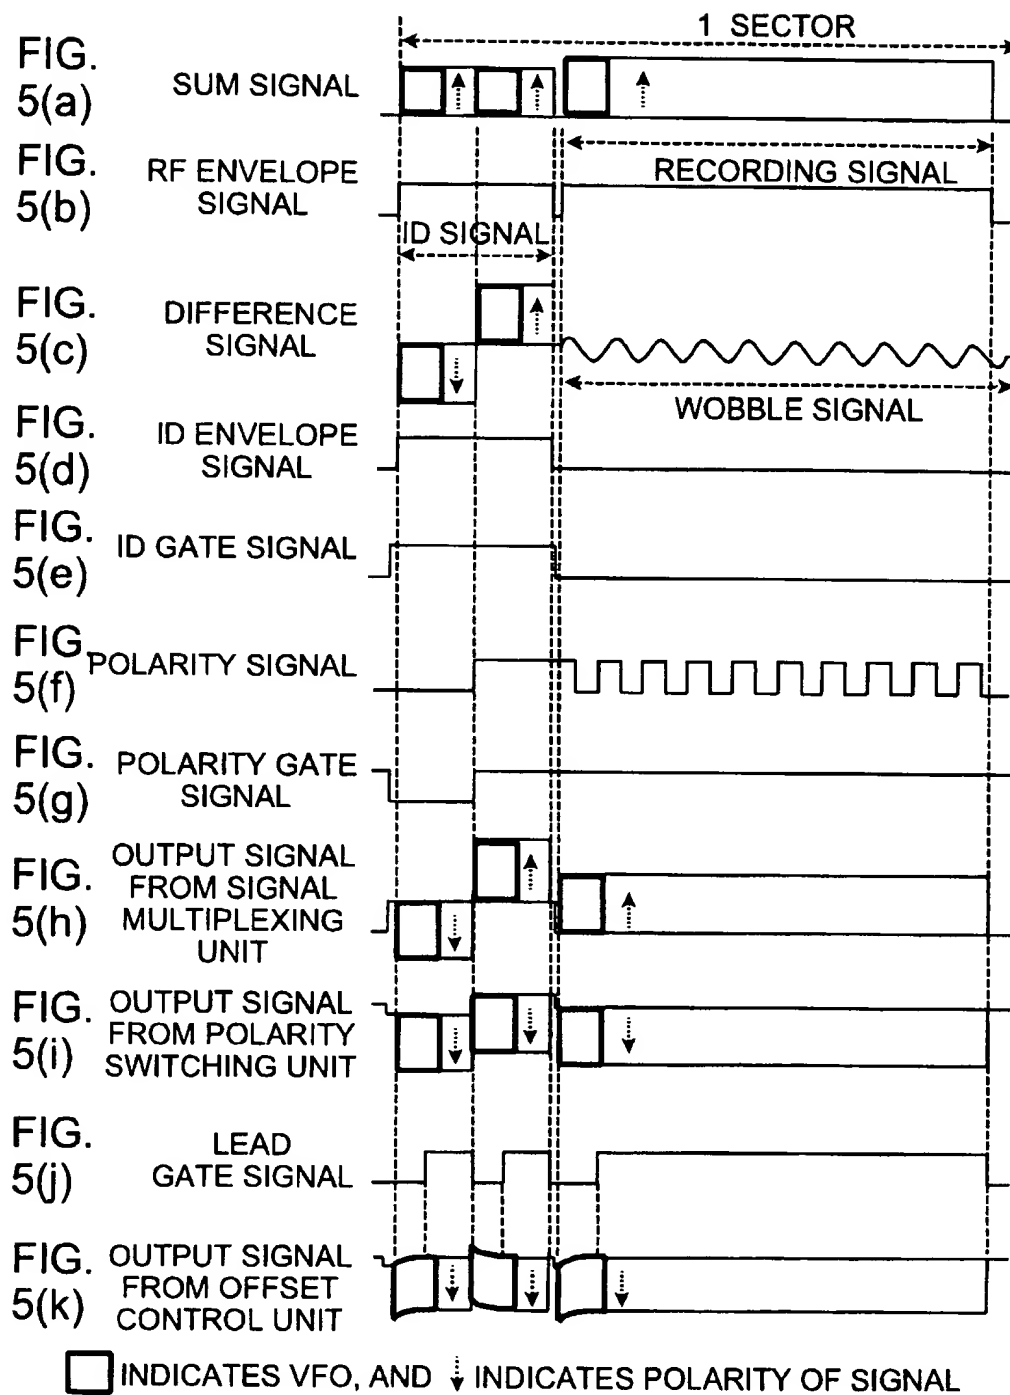 1 SECTOR
FIG. 5(a)
SUM SIGNAL
RECORDING SIGNAL
FIG. 5(b)
RF ENVELOPE
SIGNAL
ID SIGNAL
FIG. 5(c)
DIFFERENCE
SIGNAL
WOBBLE SIGNAL
FIG. 5(d)
ID ENVELOPE
SIGNAL
FIG. 5(e)
ID GATE SIGNAL
FIG. 5(f)
POLARITY SIGNAL
FIG. 5(g)
POLARITY GATE
SIGNAL
FIG. 5(h)
OUTPUT SIGNAL
FROM SIGNAL
MULTIPLEXING
UNIT
FIG. 5(i)
OUTPUT SIGNAL
FROM POLARITY
SWITCHING UNIT
FIG. 5(j)
LEAD
GATE SIGNAL
FIG. 5(k)
OUTPUT SIGNAL
FROM OFFSET
CONTROL UNIT
INDICATES VFO, AND INDICATES POLARITY OF SIGNAL